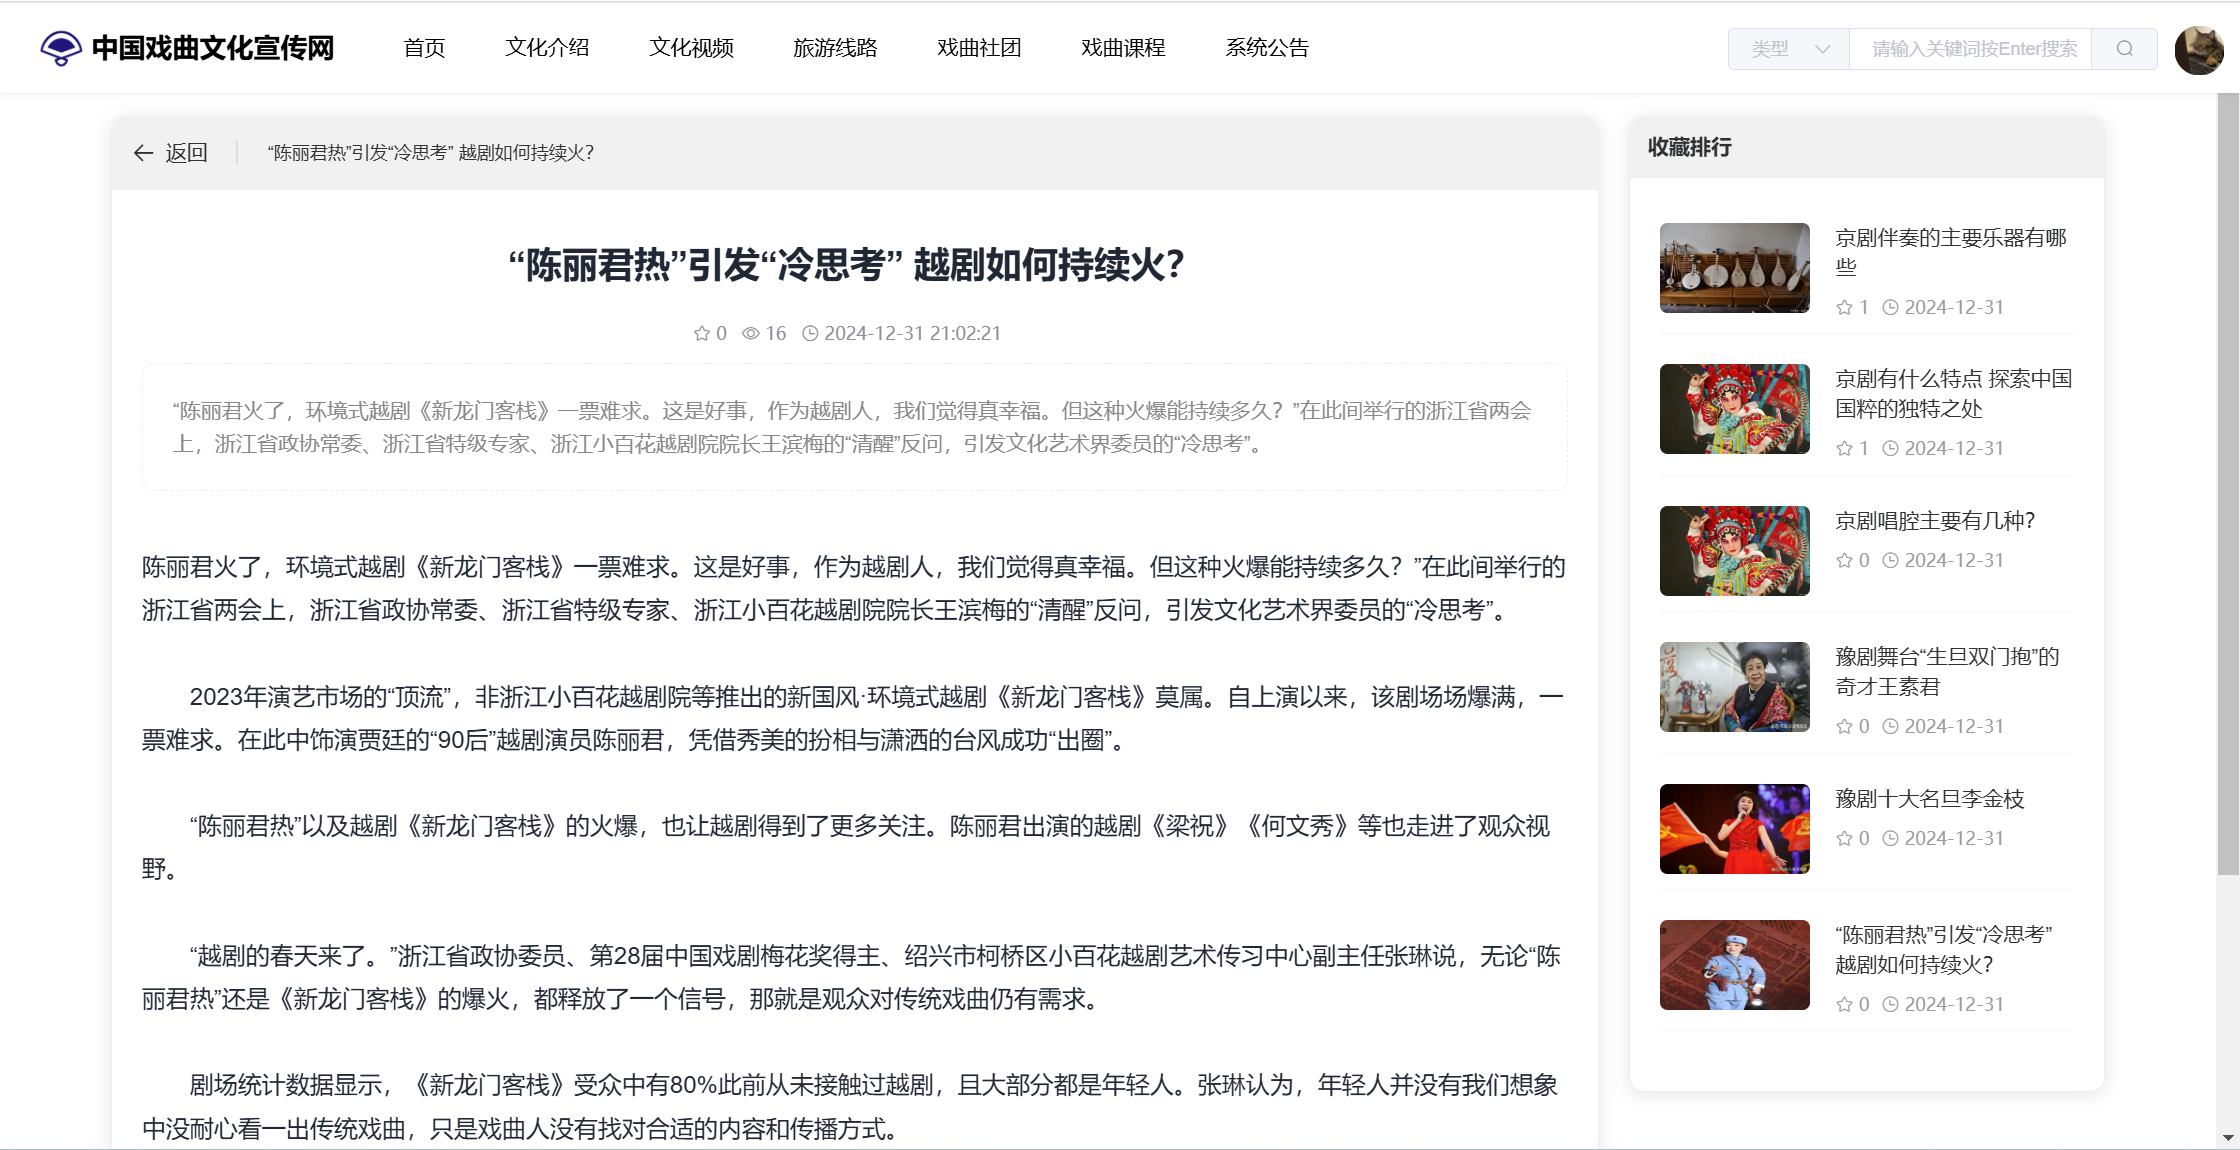 中国戏曲文化宣传网
首页
文化介绍
文化视频
旅游线路
戏曲社团
戏曲课程
系统公告
类型
请输入关键词按Enter搜索
返回
“陈丽君热”引发“冷思考” 越剧如何持续火?
“陈丽君热”引发“冷思考” 越剧如何持续火?
0 16 2024-12-31 21:02:21
“陈丽君火了，环境式越剧《新龙门客栈》一票难求。这是好事，作为越剧人，我们觉得真幸福。但这种火爆能持续多久？”在此间举行的浙江省两会
上，浙江省政协常委、浙江省特级专家、浙江小百花越剧院院长王滨梅的“清醒”反问，引发文化艺术界委员的“冷思考”。
陈丽君火了，环境式越剧《新龙门客栈》一票难求。这是好事，作为越剧人，我们觉得真幸福。但这种火爆能持续多久？”在此间举行的
浙江省两会上，浙江省政协常委、浙江省特级专家、浙江小百花越剧院院长王滨梅的“清醒”反问，引发文化艺术界委员的“冷思考”。
2023年演艺市场的“顶流”，非浙江小百花越剧院等推出的新国风·环境式越剧《新龙门客栈》莫属。自上演以来，该剧场场爆满，一
票难求。在此中饰演贾廷的“90后”越剧演员陈丽君，凭借秀美的扮相与潇洒的台风成功“出圈”。
“陈丽君热”以及越剧《新龙门客栈》的火爆，也让越剧得到了更多关注。陈丽君出演的越剧《梁祝》《何文秀》等也走进了观众视
野。
“越剧的春天来了。”浙江省政协委员、第28届中国戏剧梅花奖得主、绍兴市柯桥区小百花越剧艺术传习中心副主任张琳说，无论“陈
丽君热”还是《新龙门客栈》的爆火，都释放了一个信号，那就是观众对传统戏曲仍有需求。
剧场统计数据显示，《新龙门客栈》受众中有80%此前从未接触过越剧，且大部分都是年轻人。张琳认为，年轻人并没有我们想象
中没耐心看一出传统戏曲，只是戏曲人没有找对合适的内容和传播方式。
收藏排行
京剧伴奏的主要乐器有哪
些
1 2024-12-31
京剧有什么特点 探索中国
国粹的独特之处
1 2024-12-31
京剧唱腔主要有几种?
0 2024-12-31
豫剧舞台“生旦双门抱”的
奇才王素君
0 2024-12-31
豫剧十大名旦李金枝
0 2024-12-31
“陈丽君热”引发“冷思考”
越剧如何持续火?
0 2024-12-31